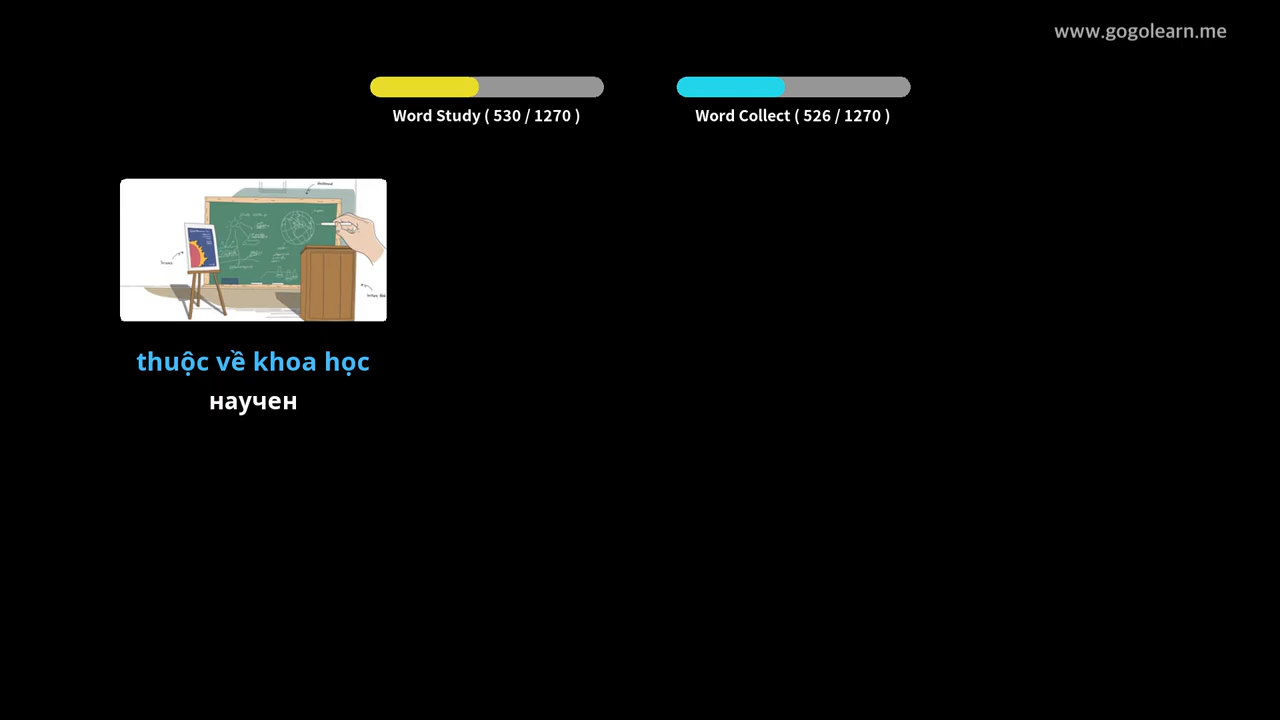 www.gogolearn.me
Word Study ( 530 / 1270 )
Word Collect ( 526 / 1270 )
thuộc về khoa học
научен